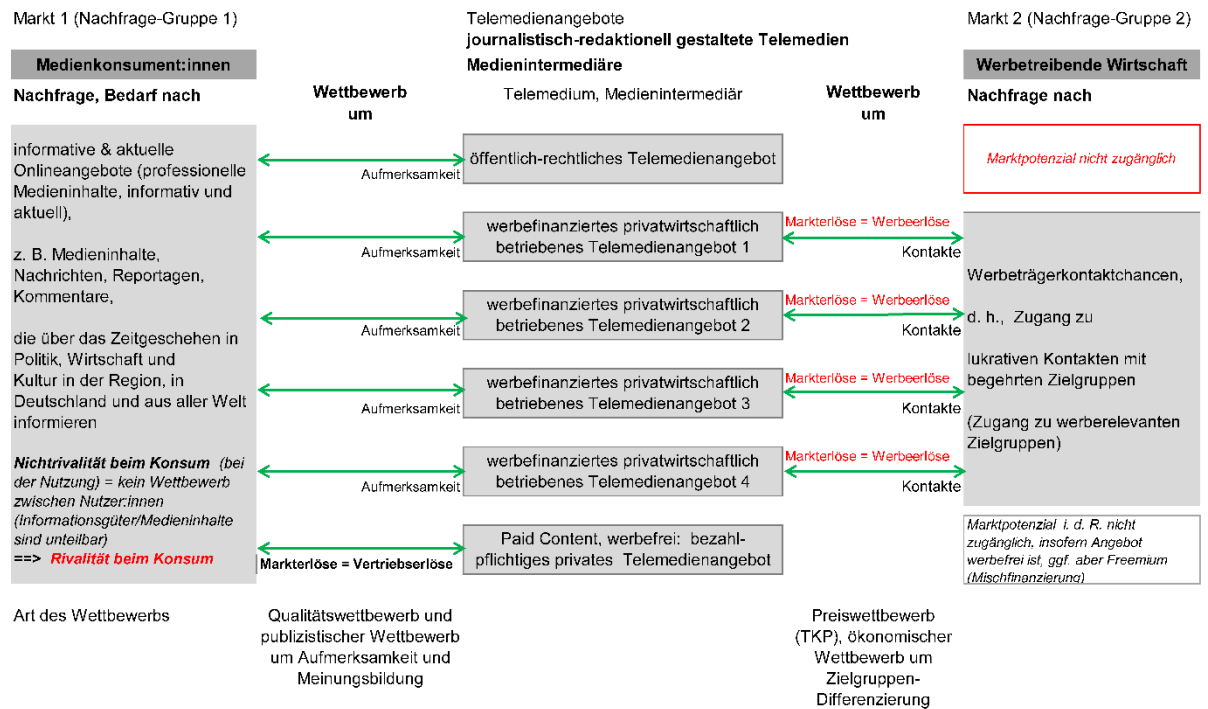 Markt 1 (Nachfrage-Gruppe 1)
Telemedienangebote
journalistisch-redaktionell gestaltete Telemedien
Markt 2 (Nachfrage-Gruppe 2)
Medienkonsument:innen
Medienintermediäre
Werbetreibende Wirtschaft
Nachfrage, Bedarf nach
Wettbewerb
um
Telemedium, Medienintermediär
Wettbewerb
um
Nachfrage nach
informative & aktuelle
Onlineangebote (professionelle
Medieninhalte, informativ und
aktuell),
z. B. Medieninhalte,
Nachrichten, Reportagen,
Kommentare,
die über das Zeitgeschehen in
Politik, Wirtschaft und
Kultur in der Region, in
Deutschland und aus aller Welt
informieren
Nichtrivalität beim Konsum (bei
der Nutzung) = kein Wettbewerb
zwischen Nutzer:innen
(Informationsgüter/Medieninhalte
sind unteilbar)
==> Rivalität beim Konsum
Aufmerksamkeit
öffentlich-rechtliches Telemedienangebot
Marktpotenzial nicht zugänglich
Aufmerksamkeit
werbefinanziertes privatwirtschaftlich
betriebenes Telemedienangebot 1
Markterlöse = Werbeerlöse
Kontakte
Aufmerksamkeit
werbefinanziertes privatwirtschaftlich
betriebenes Telemedienangebot 2
Markterlöse = Werbeerlöse
Kontakte
Aufmerksamkeit
werbefinanziertes privatwirtschaftlich
betriebenes Telemedienangebot 3
Markterlöse = Werbeerlöse
Kontakte
Aufmerksamkeit
werbefinanziertes privatwirtschaftlich
betriebenes Telemedienangebot 4
Markterlöse = Werbeerlöse
Kontakte
Werbeträgerkontaktchancen,
d. h., Zugang zu
lukrativen Kontakten mit
begehrten Zielgruppen
(Zugang zu werberelevanten
Zielgruppen)
Markterlöse = Vertriebserlöse
Paid Content, werbefrei: bezahl-
pflichtiges privates Telemedienangebot
Marktpotenzial i. d. R. nicht
zugänglich, insofern Angebot
werbefrei ist, ggf. aber Freemium
(Mischfinanzierung)
Art des Wettbewerbs
Qualitätswettbewerb und
publizistischer Wettbewerb
um Aufmerksamkeit und
Meinungsbildung
Preiswettbewerb
(TKP), ökonomischer
Wettbewerb um
Zielgruppen-
Differenzierung